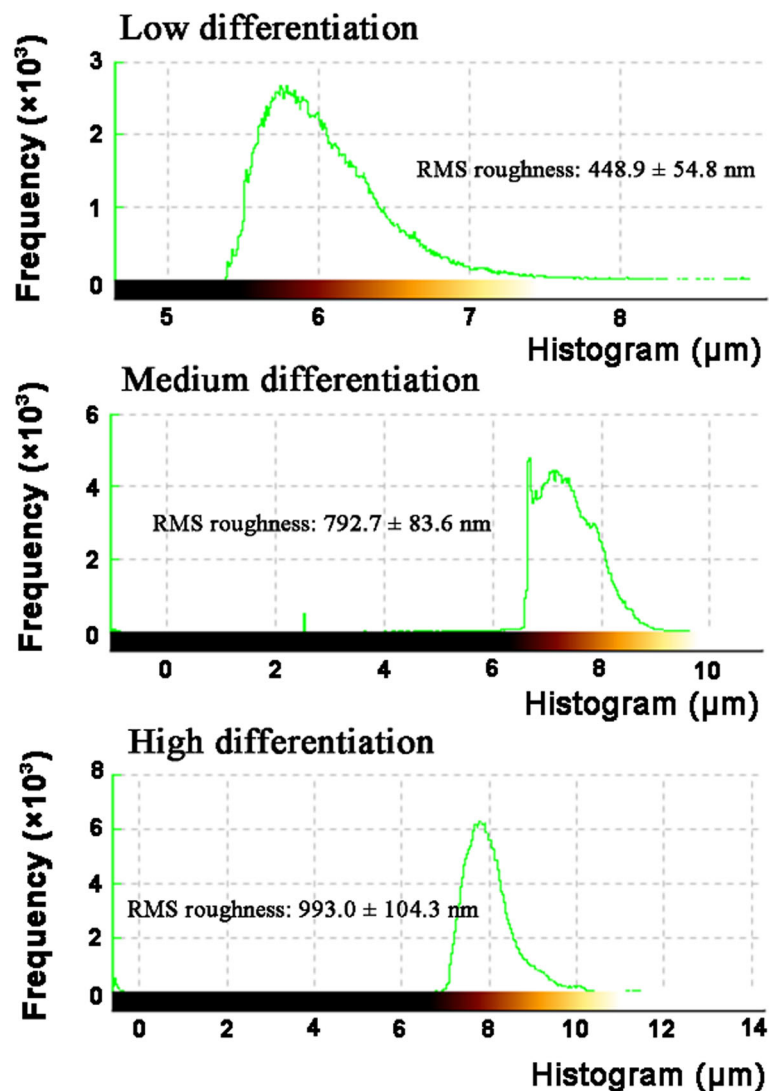 Low differentiation
Frequency (×10³)
3
2
1
0
RMS roughness: 448.9 ± 54.8 nm
5 6 7 8
Histogram (μm)
Medium differentiation
Frequency (×10³)
6
4
2
0
RMS roughness: 792.7 ± 83.6 nm
0 2 4 6 8 10
Histogram (μm)
High differentiation
Frequency (×10³)
8
6
4
2
0
RMS roughness: 993.0 ± 104.3 nm
0 2 4 6 8 10 12 14
Histogram (μm)